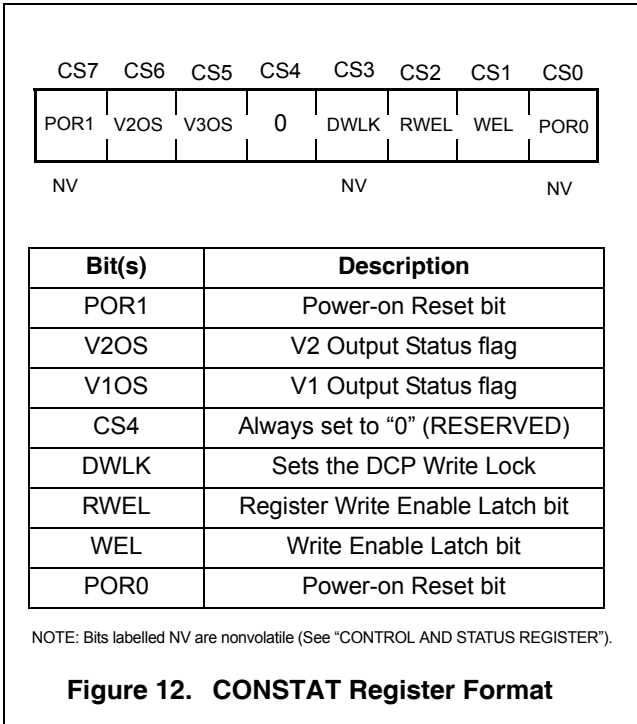 CS7 CS6 CS5 CS4 CS3 CS2 CS1 CS0
POR1 V2OS V3OS 0 DWLK RWEL WEL POR0
NV NV NV
Bit(s) Description
POR1 Power-on Reset bit
V2OS V2 Output Status flag
V1OS V1 Output Status flag
CS4 Always set to “0” (RESERVED)
DWLK Sets the DCP Write Lock
RWEL Register Write Enable Latch bit
WEL Write Enable Latch bit
POR0 Power-on Reset bit
NOTE: Bits labelled NV are nonvolatile (See “CONTROL AND STATUS REGISTER”).
Figure 12. CONSTAT Register Format